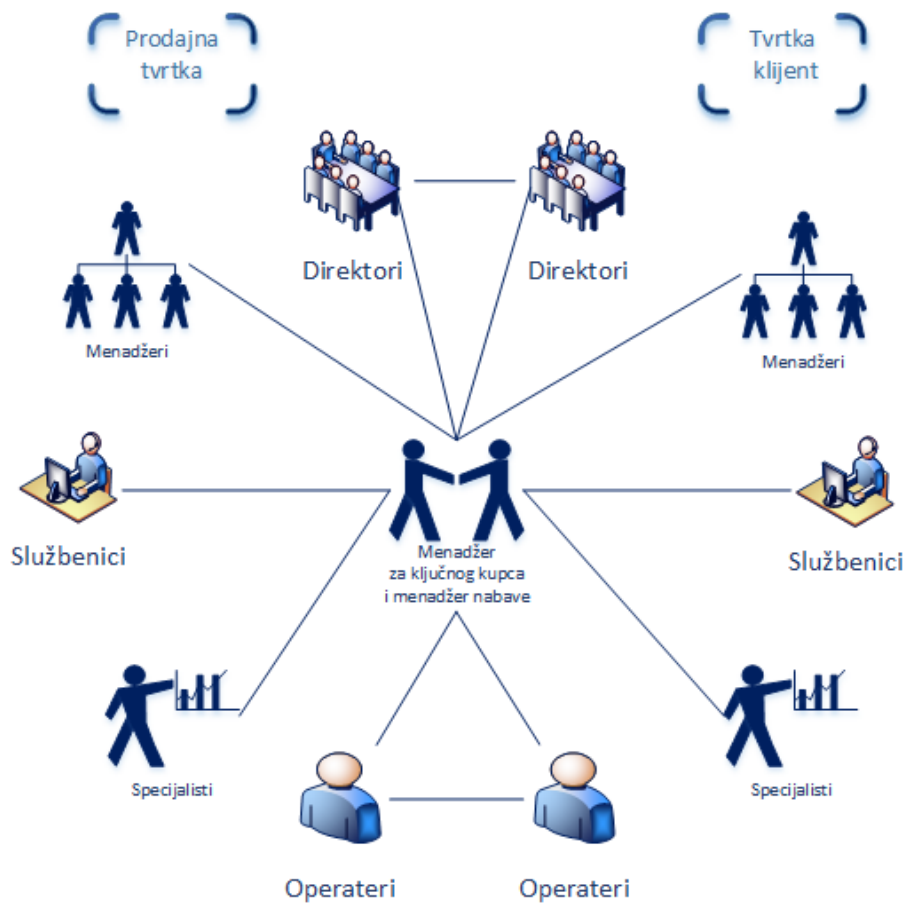 Prodajna
tvrtka
Tvrtka
klijent
Direktori
Direktori
Menadžeri
Menadžeri
Službenici
Službenici
Menadžer
za ključnog kupca
i menadžer nabave
Specijalisti
Specijalisti
Operateri
Operateri